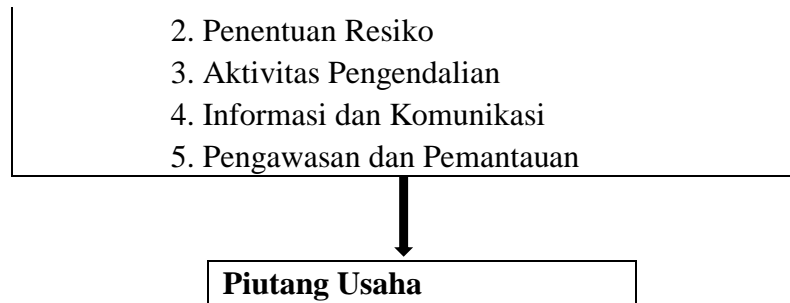 2. Penentuan Resiko
3. Aktivitas Pengendalian
4. Informasi dan Komunikasi
5. Pengawasan dan Pemantauan
Piutang Usaha